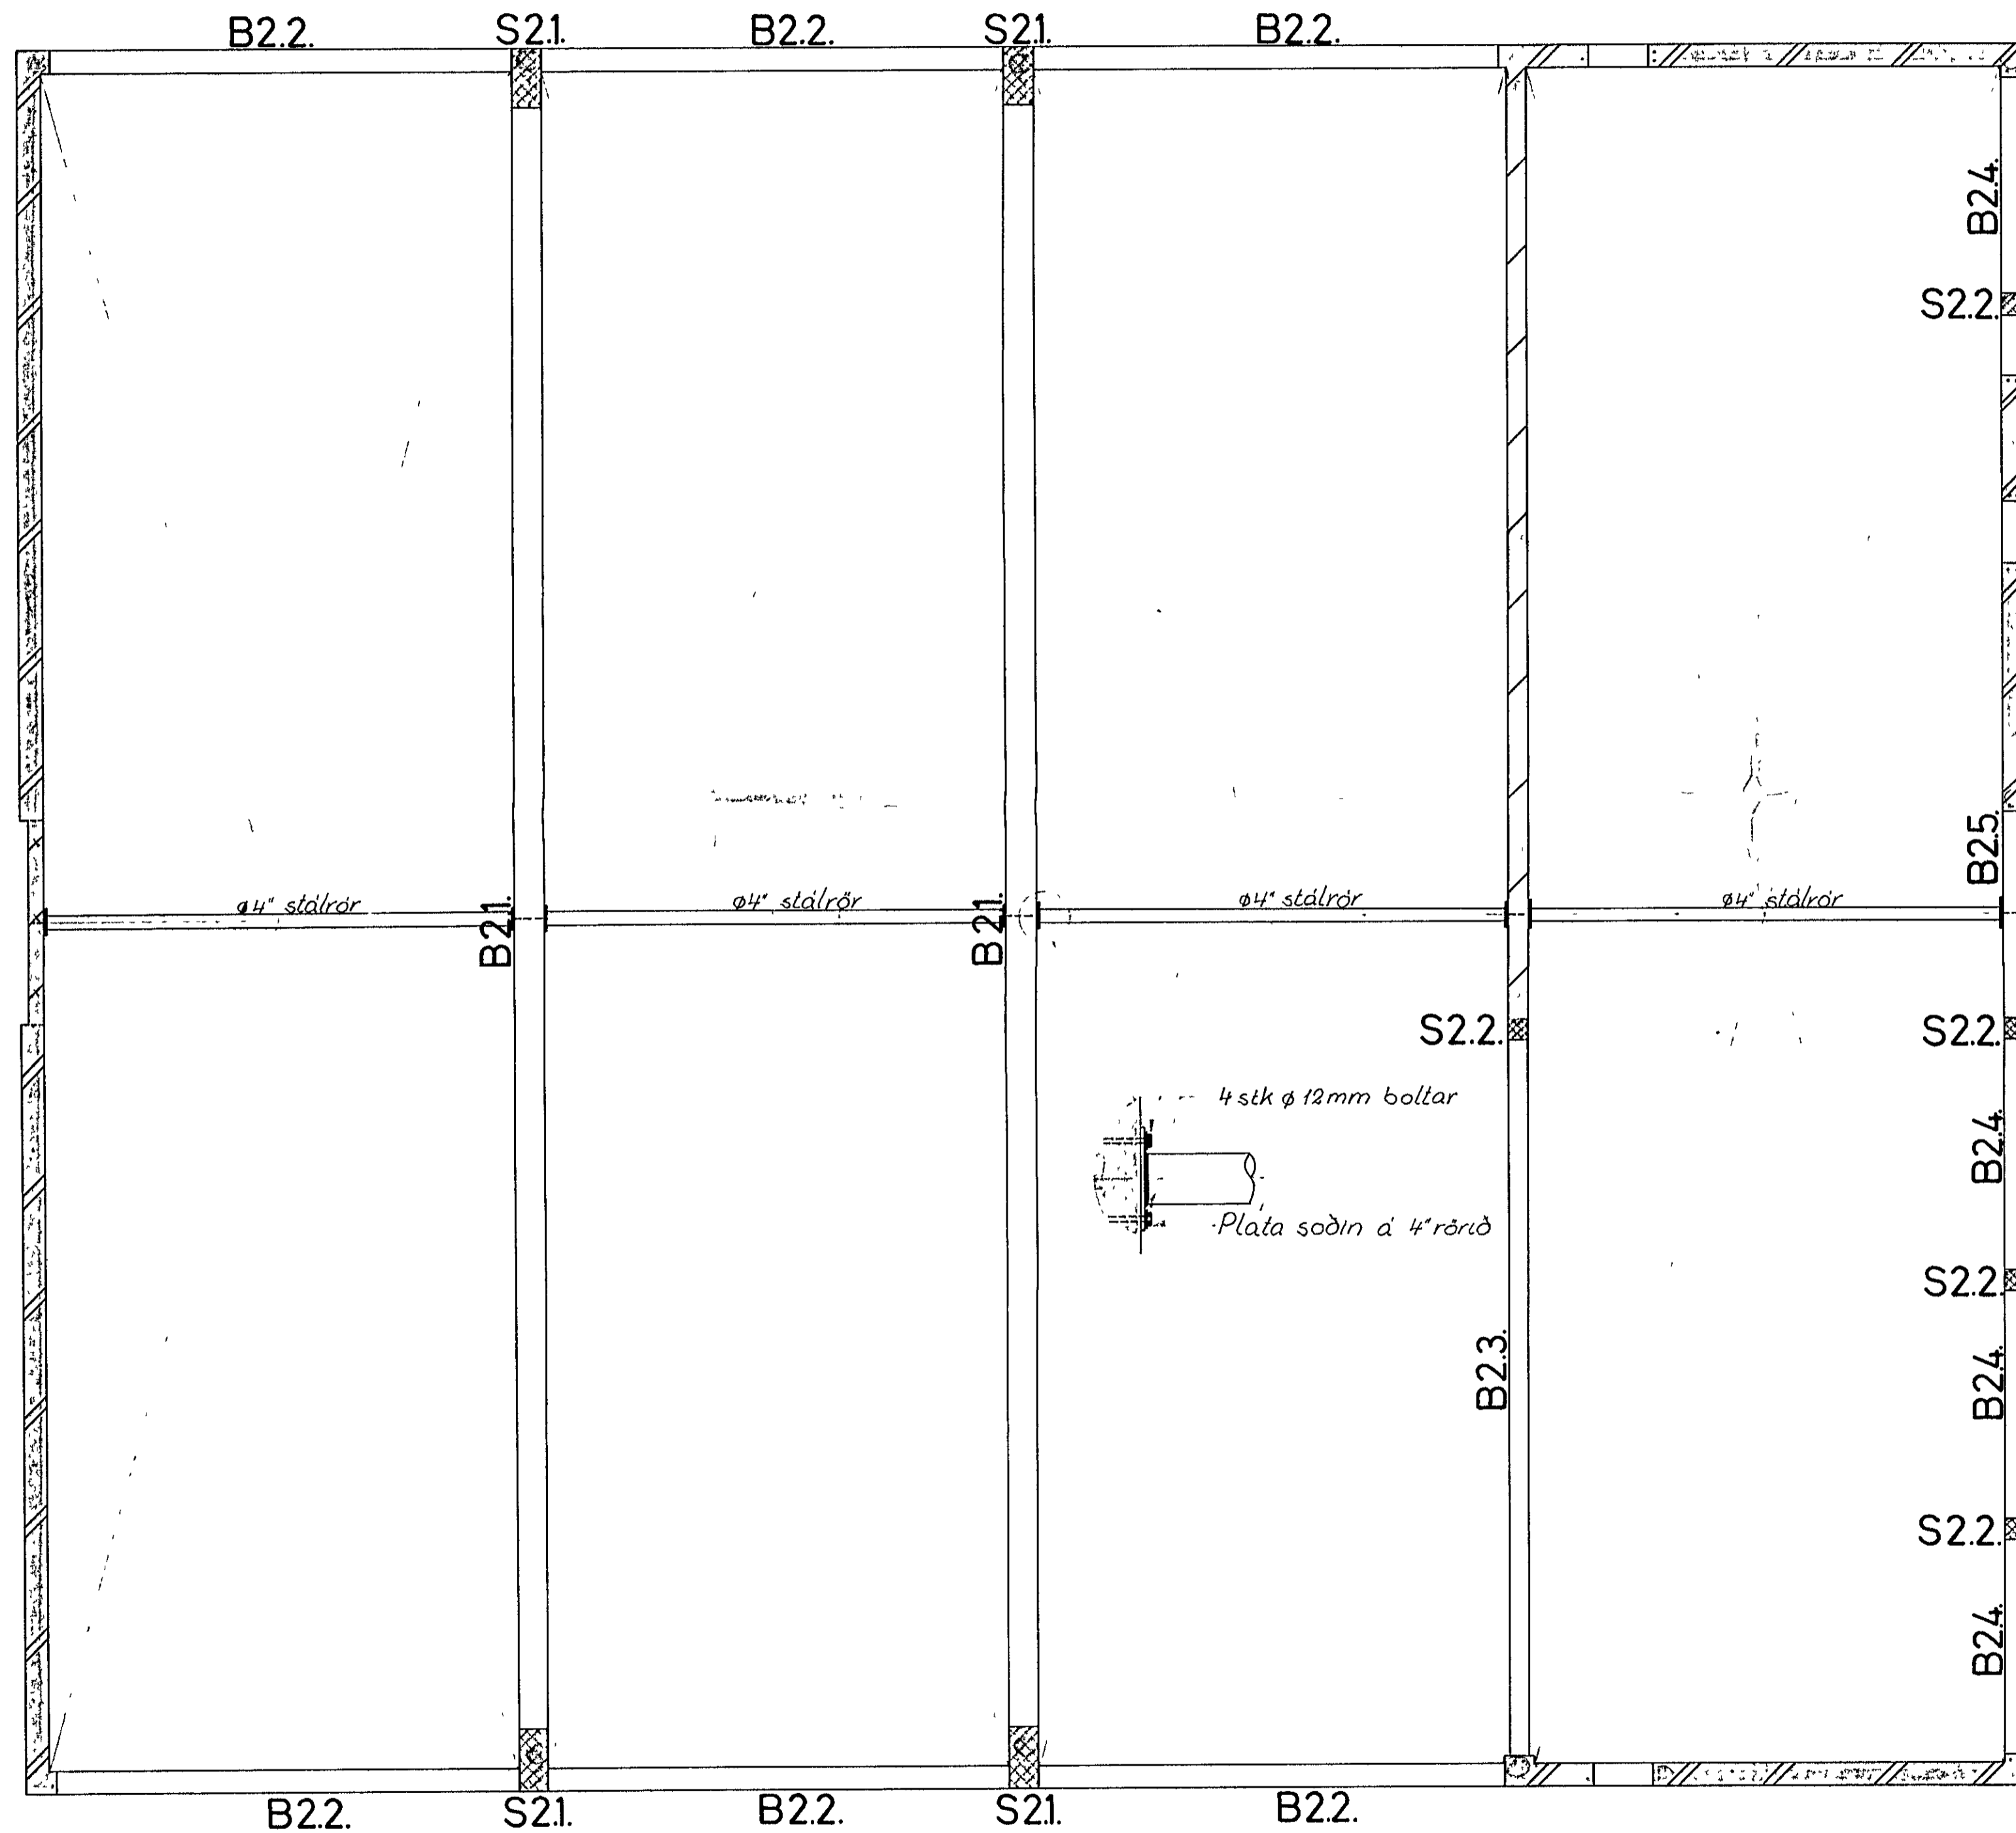 B2.2. S2.1. B2.2. S2.1. B2.2.
B2.4.
S2.2.
B2.5.
ø4" stálrör ø4" stálrör ø4" stálrör ø4" stálrör
B2.1. B2.1.
S2.2. S2.2.
4 stk ø 12mm boltar
B2.4.
Plata soðin á 4" rörið
S2.2.
B2.3. B2.4.
S2.2.
B2.4.
B2.2. S2.1. B2.2. S2.1. B2.2.